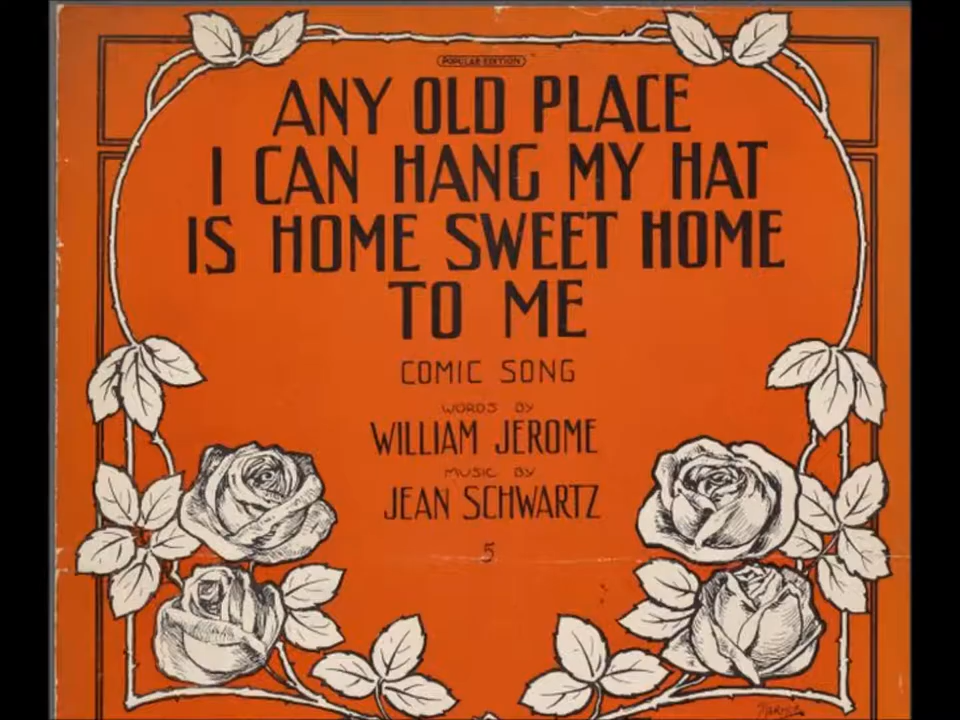 POPULAR EDITION
ANY OLD PLACE
I CAN HANG MY HAT
IS HOME SWEET HOME
TO ME
COMIC SONG
WORDS BY
WILLIAM JEROME
MUSIC BY
JEAN SCHWARTZ
5